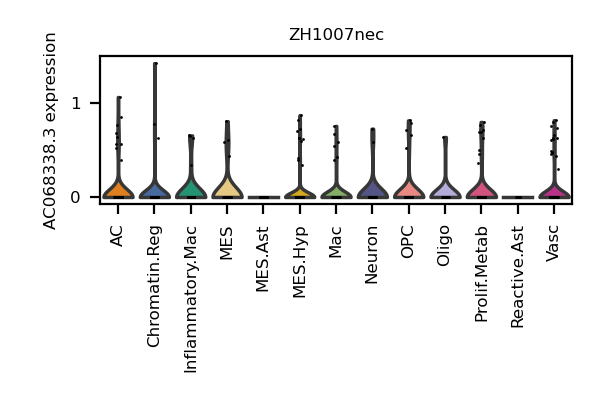 ZH1007nec
AC068338.3 expression
1
0
AC
Chromatin.Reg
Inflammatory.Mac
MES
MES.Ast
MES.Hyp
Mac
Neuron
OPC
Oligo
Prolif.Metab
Reactive.Ast
Vasc